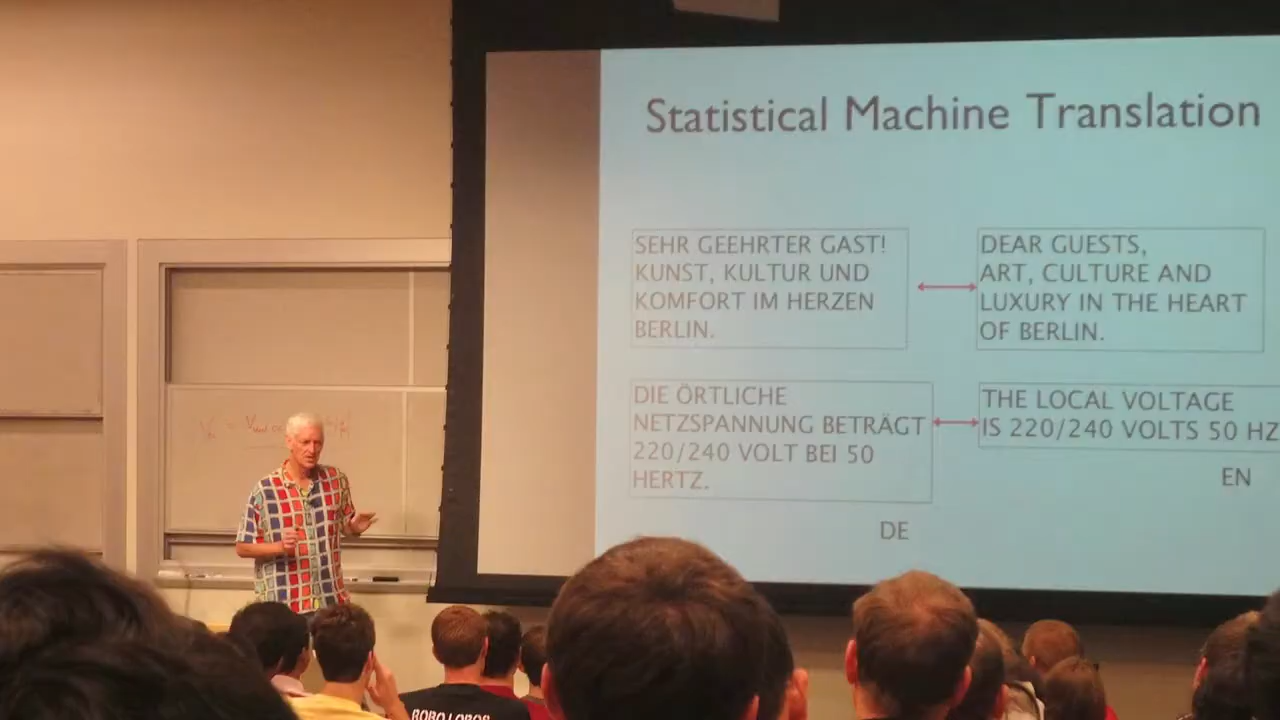 Statistical Machine Translation
SEHR GEEHRTER GAST!
KUNST, KULTUR UND
KOMFORT IM HERZEN
BERLIN.
DEAR GUESTS,
ART, CULTURE AND
LUXURY IN THE HEART
OF BERLIN.
DIE ÖRTLICHE
NETZSPANNUNG BETRÄGT
220/240 VOLT BEI 50
HERTZ.
THE LOCAL VOLTAGE
IS 220/240 VOLTS 50 HZ
EN
DE
ROBO LOBOS